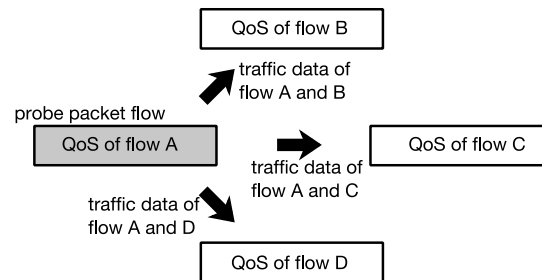 QoS of flow B
traffic data of
flow A and B
probe packet flow
QoS of flow A
QoS of flow C
traffic data of
flow A and C
traffic data of
flow A and D
QoS of flow D